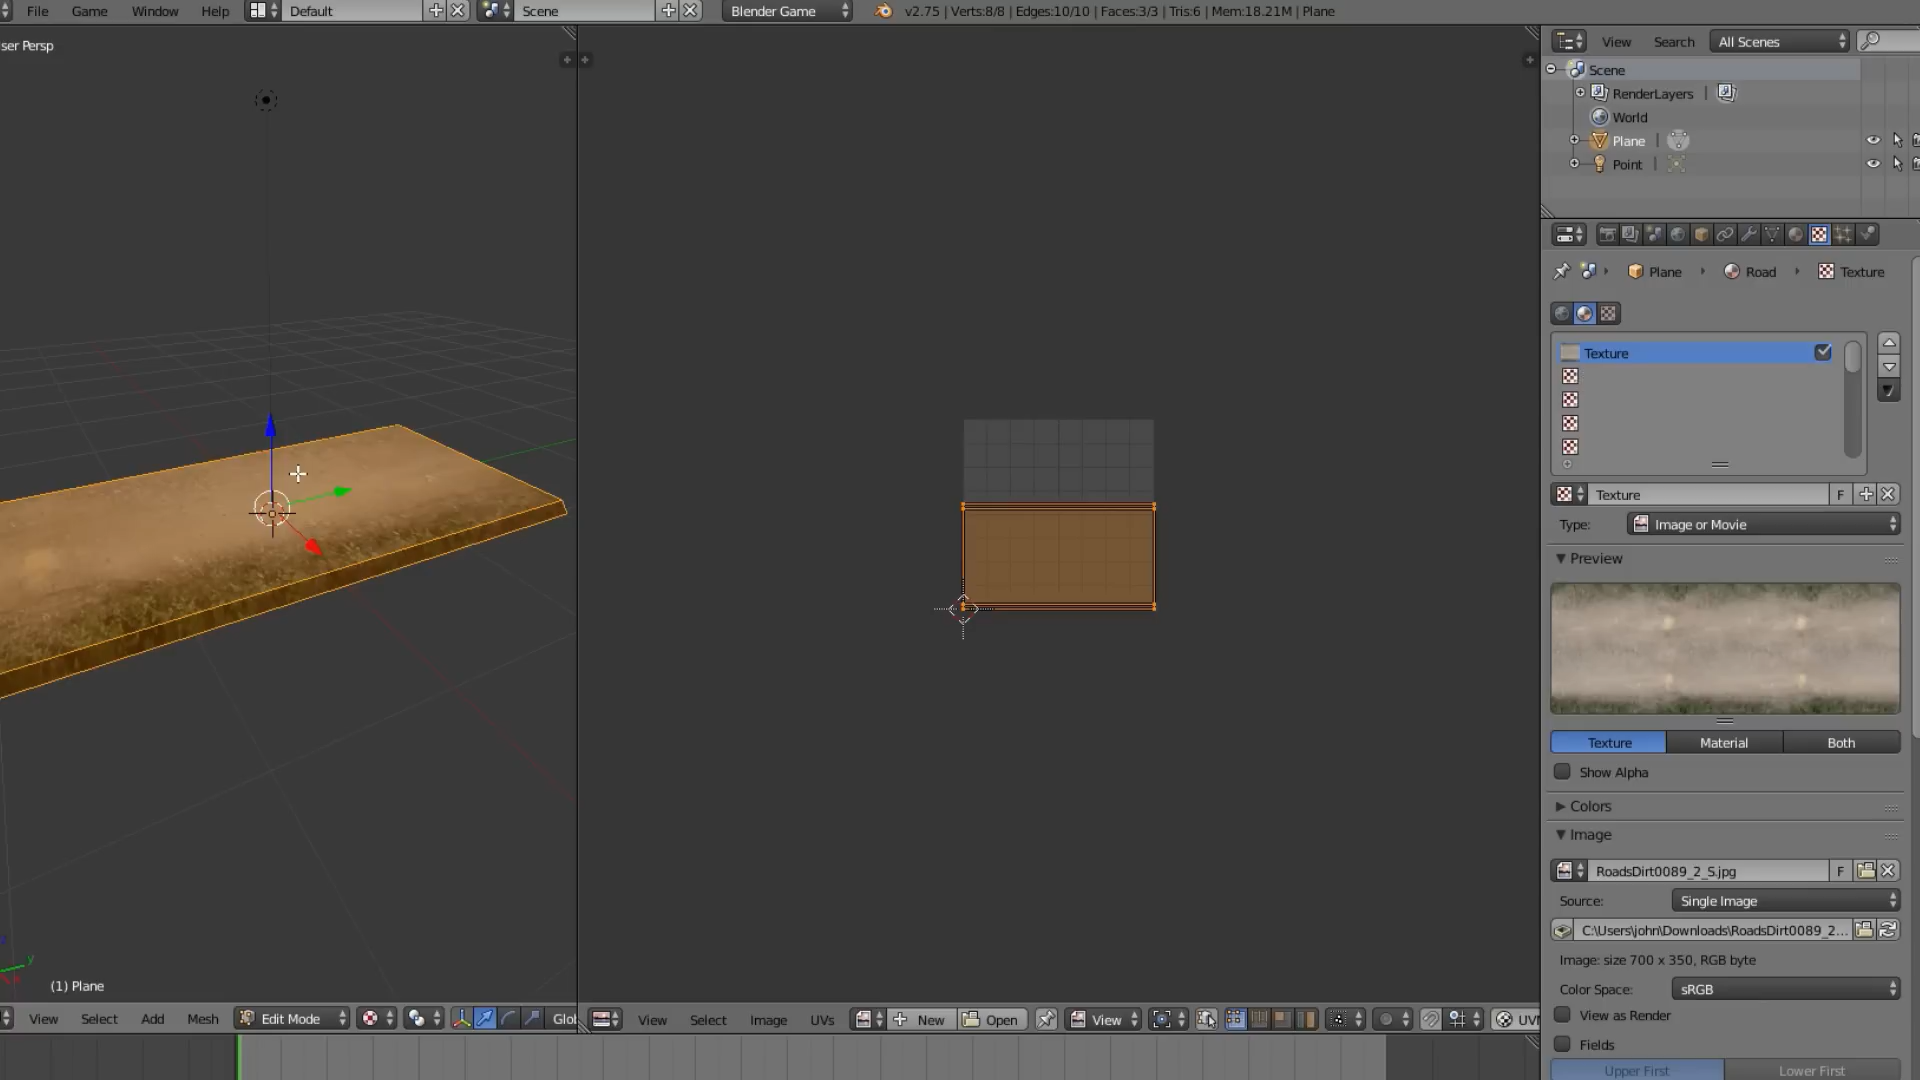 File Game Window Help Default Scene Blender Game v2.75 | Verts:8/8 | Edges:10/10 | Faces:3/3 | Tris:6 | Mem:18.21M | Plane
ser Persp
View Search All Scenes
Scene
RenderLayers
World
Plane
Point
Plane Road Texture
Texture
Texture F
Type: Image or Movie
Preview
Texture Material Both
Show Alpha
Colors
Image
RoadsDirt0089_2_S.jpg F
Source: Single Image
C:\Users\john\Downloads\RoadsDirt0089_2...
Image: size 700 x 350, RGB byte
Color Space: sRGB
View as Render
Fields
Upper First Lower First
z
y
(1) Plane
View Select Add Mesh Edit Mode Glo
View Select Image UVs New Open View UV